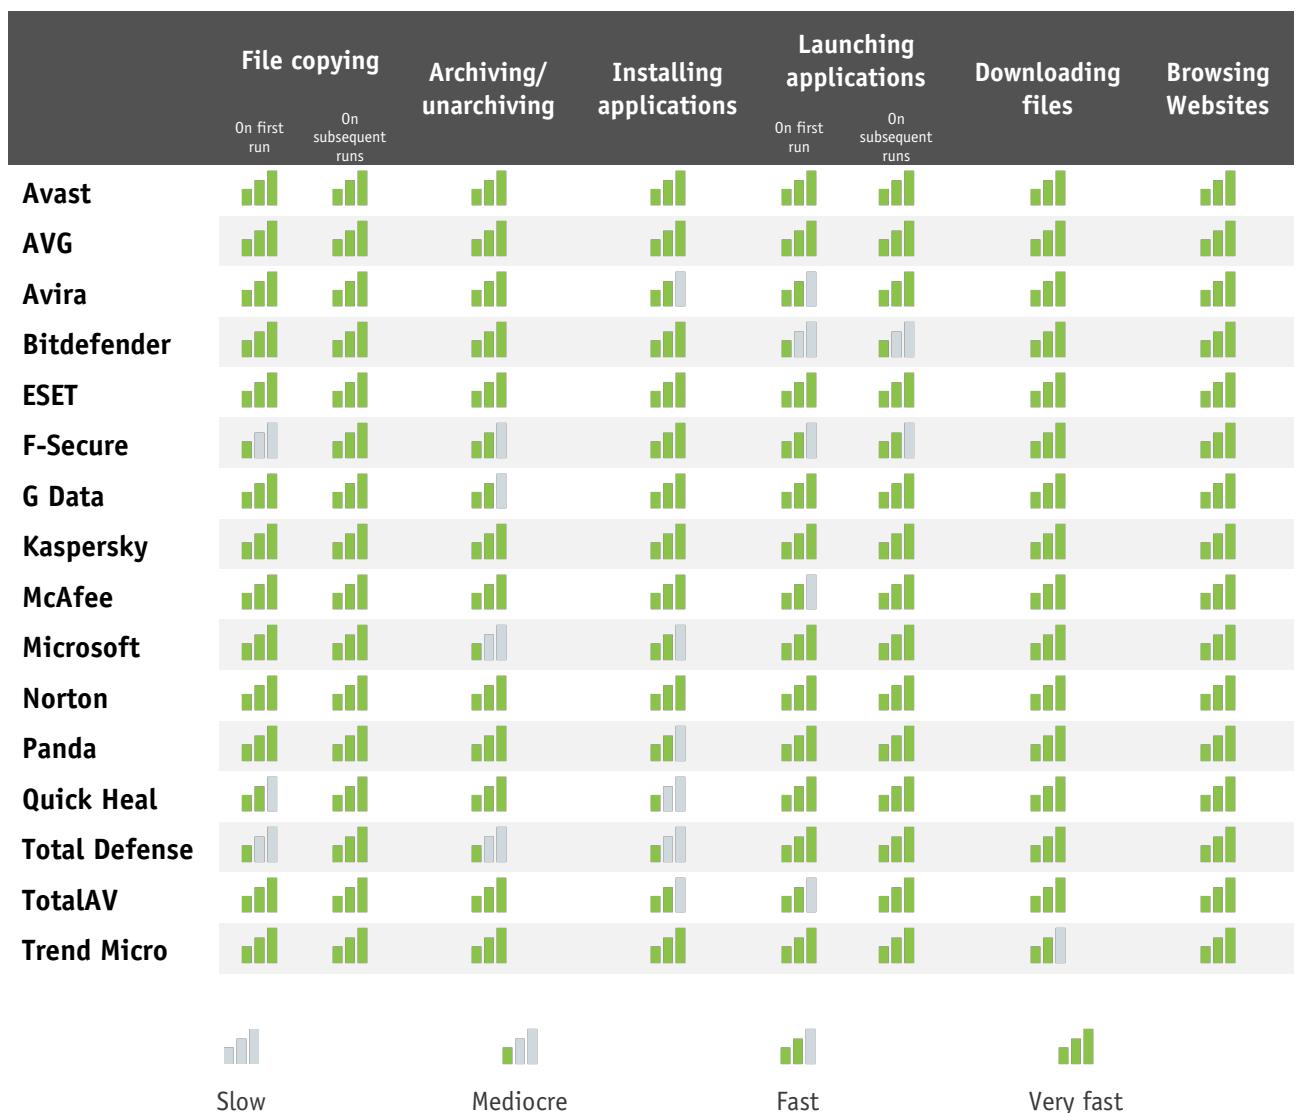 File copying
Archiving/
unarchiving
Installing
applications
Launching
applications
Downloading
files
Browsing
Websites
On first
run
On
subsequent
runs
On first
run
On
subsequent
runs
Avast
AVG
Avira
Bitdefender
ESET
F-Secure
G Data
Kaspersky
McAfee
Microsoft
Norton
Panda
Quick Heal
Total Defense
TotalAV
Trend Micro
Slow
Mediocre
Fast
Very fast